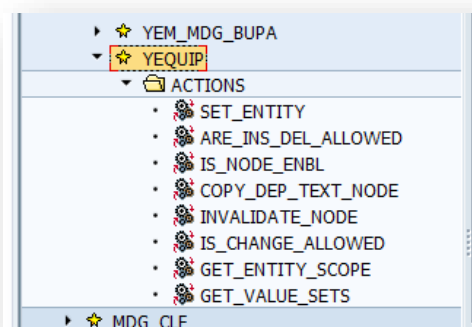 YEM_MDG_BUPA
YEQUIP
ACTIONS
SET_ENTITY
ARE_INS_DEL_ALLOWED
IS_NODE_ENBL
COPY_DEP_TEXT_NODE
INVALIDATE_NODE
IS_CHANGE_ALLOWED
GET_ENTITY_SCOPE
GET_VALUE_SETS
MDG_CLF